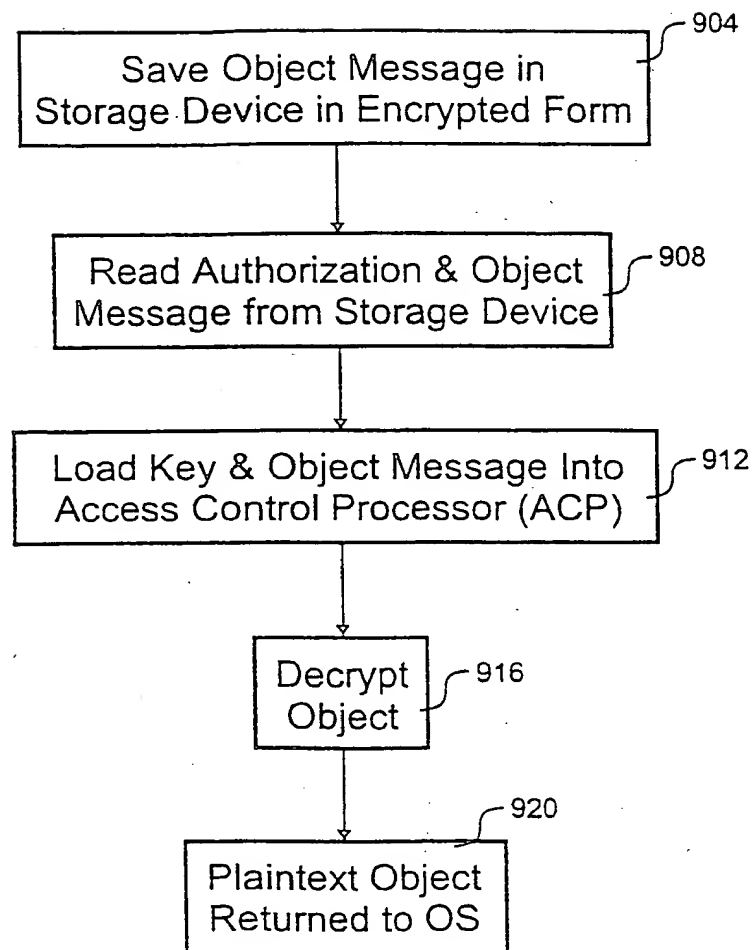 904
Save Object Message in
Storage Device in Encrypted Form
908
Read Authorization & Object
Message from Storage Device
912
Load Key & Object Message Into
Access Control Processor (ACP)
916
Decrypt
Object
920
Plaintext Object
Returned to OS